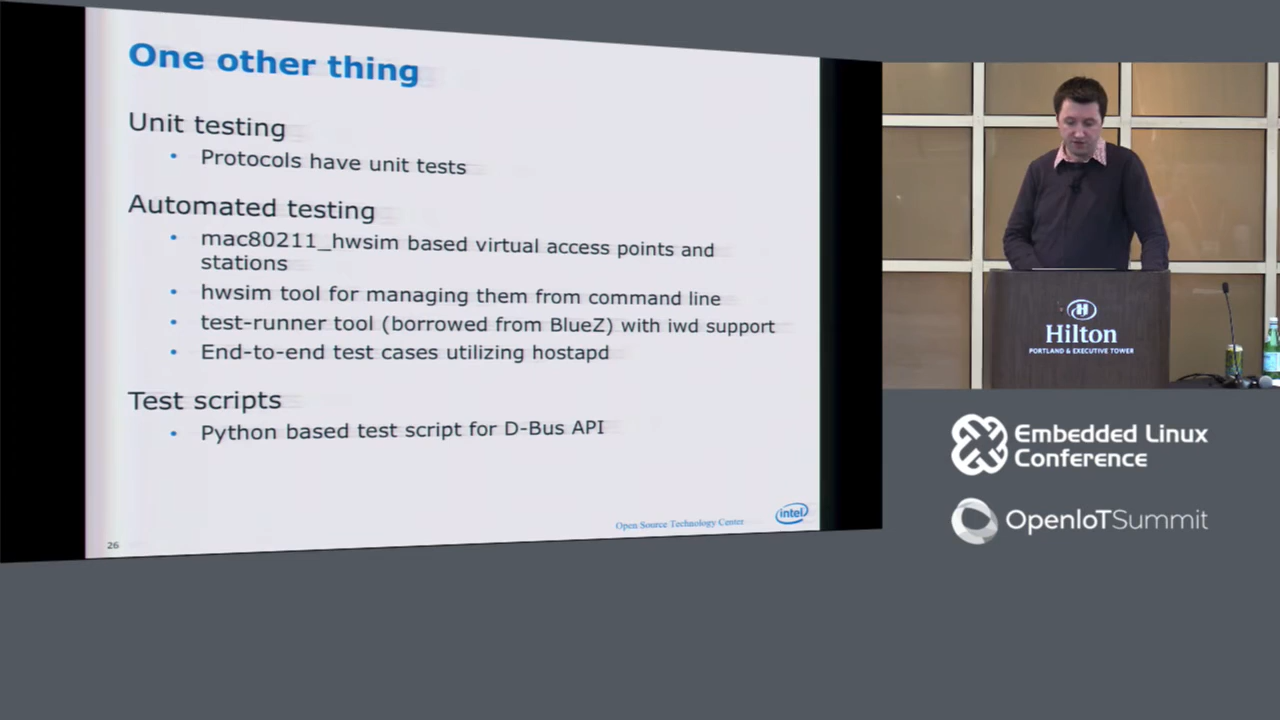 One other thing
Unit testing
• Protocols have unit tests
Automated testing
• mac80211_hwsim based virtual access points and
stations
• hwsim tool for managing them from command line
• test-runner tool (borrowed from BlueZ) with iwd support
• End-to-end test cases utilizing hostapd
Test scripts
• Python based test script for D-Bus API
Open Source Technology Center
intel
26
H
Hilton
PORTLAND & EXECUTIVE TOWER
Embedded Linux
Conference
OpenIoTSummit